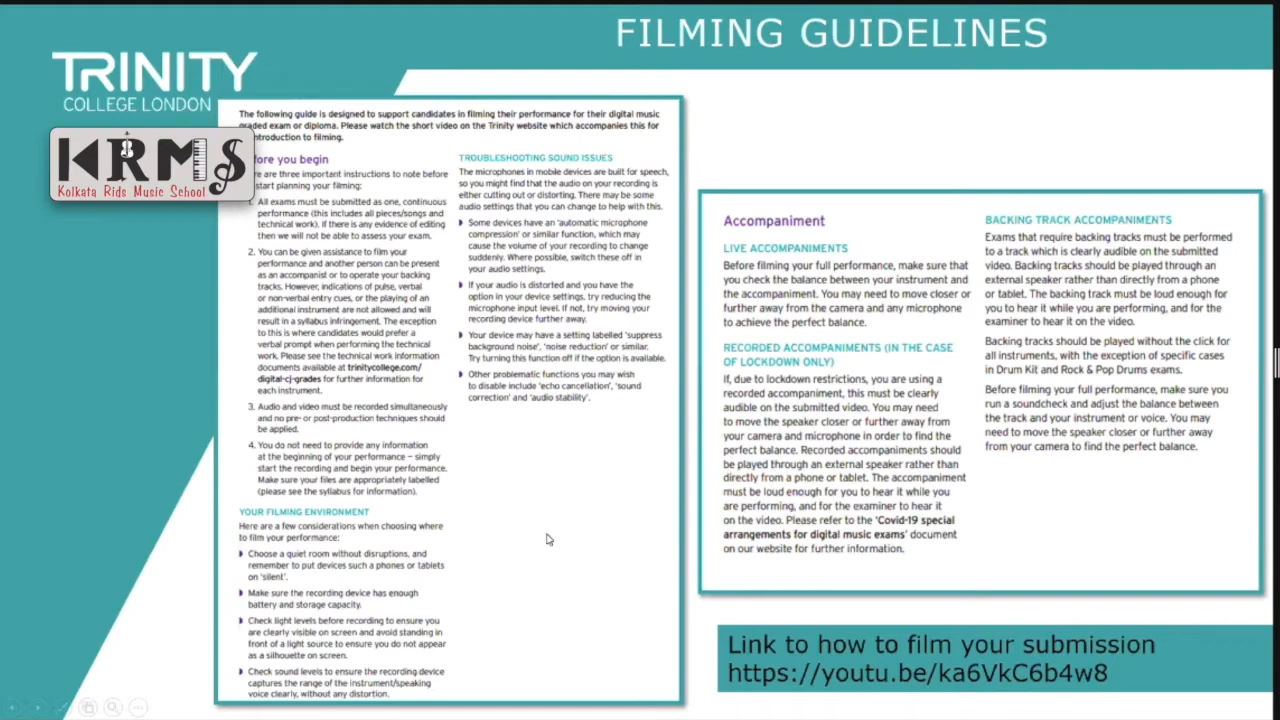 FILMING GUIDELINES
TRINITY
COLLEGE LONDON
KRMS
Kolkata Rids Music School
The following guide is designed to support candidates in filming their performance for their digital music
graded exam or diploma. Please watch the short video on the Trinity website which accompanies this for
introduction to filming.
fore you begin
re are three important instructions to note before
start planning your filming:
1. All exams must be submitted as one, continuous
performance (this includes all pieces/songs and
technical work). If there is any evidence of editing
then we will not be able to assess your exam.
2. You can be given assistance to film your
performance and another person can be present
as an accompanist or to operate your backing
tracks. However, indications of pulse, verbal
or non-verbal entry cues, or the playing of an
additional instrument are not allowed and will
result in a syllabus infringement. The exception
to this is where candidates would prefer a
verbal prompt when performing the technical
work. Please see the technical work information
documents available at trinitycollege.com/
digital-cj-grades for further information for
each instrument.
3. Audio and video must be recorded simultaneously
and no pre- or post-production techniques should
be applied.
4. You do not need to provide any information
at the beginning of your performance – simply
start the recording and begin your performance.
Make sure your files are appropriately labelled
(please see the syllabus for information).
YOUR FILMING ENVIRONMENT
Here are a few considerations when choosing where
to film your performance:
Choose a quiet room without disruptions, and
remember to put devices such a phones or tablets
on 'silent'.
Make sure the recording device has enough
battery and storage capacity.
Check light levels before recording to ensure you
are clearly visible on screen and avoid standing in
front of a light source to ensure you do not appear
as a silhouette on screen.
Check sound levels to ensure the recording device
captures the range of the instrument/speaking
voice clearly, without any distortion.
TROUBLESHOOTING SOUND ISSUES
The microphones in mobile devices are built for speech,
so you might find that the audio on your recording is
either cutting out or distorting. There may be some
audio settings that you can change to help with this.
Some devices have an 'automatic microphone
compression' or similar function, which may
cause the volume of your recording to change
suddenly. Where possible, switch these off in
your audio settings.
If your audio is distorted and you have the
option in your device settings, try reducing the
microphone input level. If not, try moving your
recording device further away.
Your device may have a setting labelled 'suppress
background noise', 'noise reduction' or similar.
Try turning this function off if the option is available.
Other problematic functions you may wish
to disable include 'echo cancellation', 'sound
correction' and 'audio stability'.
Accompaniment
LIVE ACCOMPANIMENTS
Before filming your full performance, make sure that
you check the balance between your instrument and
the accompaniment. You may need to move closer or
further away from the camera and any microphone
to achieve the perfect balance.
RECORDED ACCOMPANIMENTS (IN THE CASE
OF LOCKDOWN ONLY)
If, due to lockdown restrictions, you are using a
recorded accompaniment, this must be clearly
audible on the submitted video. You may need
to move the speaker closer or further away from
your camera and microphone in order to find the
perfect balance. Recorded accompaniments should
be played through an external speaker rather than
directly from a phone or tablet. The accompaniment
must be loud enough for you to hear it while you
are performing, and for the examiner to hear it
on the video. Please refer to the 'Covid-19 special
arrangements for digital music exams' document
on our website for further information.
BACKING TRACK ACCOMPANIMENTS
Exams that require backing tracks must be performed
to a track which is clearly audible on the submitted
video. Backing tracks should be played through an
external speaker rather than directly from a phone
or tablet. The backing track must be loud enough for
you to hear it while you are performing, and for the
examiner to hear it on the video.
Backing tracks should be played without the click for
all instruments, with the exception of specific cases
in Drum Kit and Rock & Pop Drums exams.
Before filming your full performance, make sure you
run a soundcheck and adjust the balance between
the track and your instrument or voice. You may
need to move the speaker closer or further away
from your camera to find the perfect balance.
Link to how to film your submission
https://youtu.be/ka6VkC6b4w8